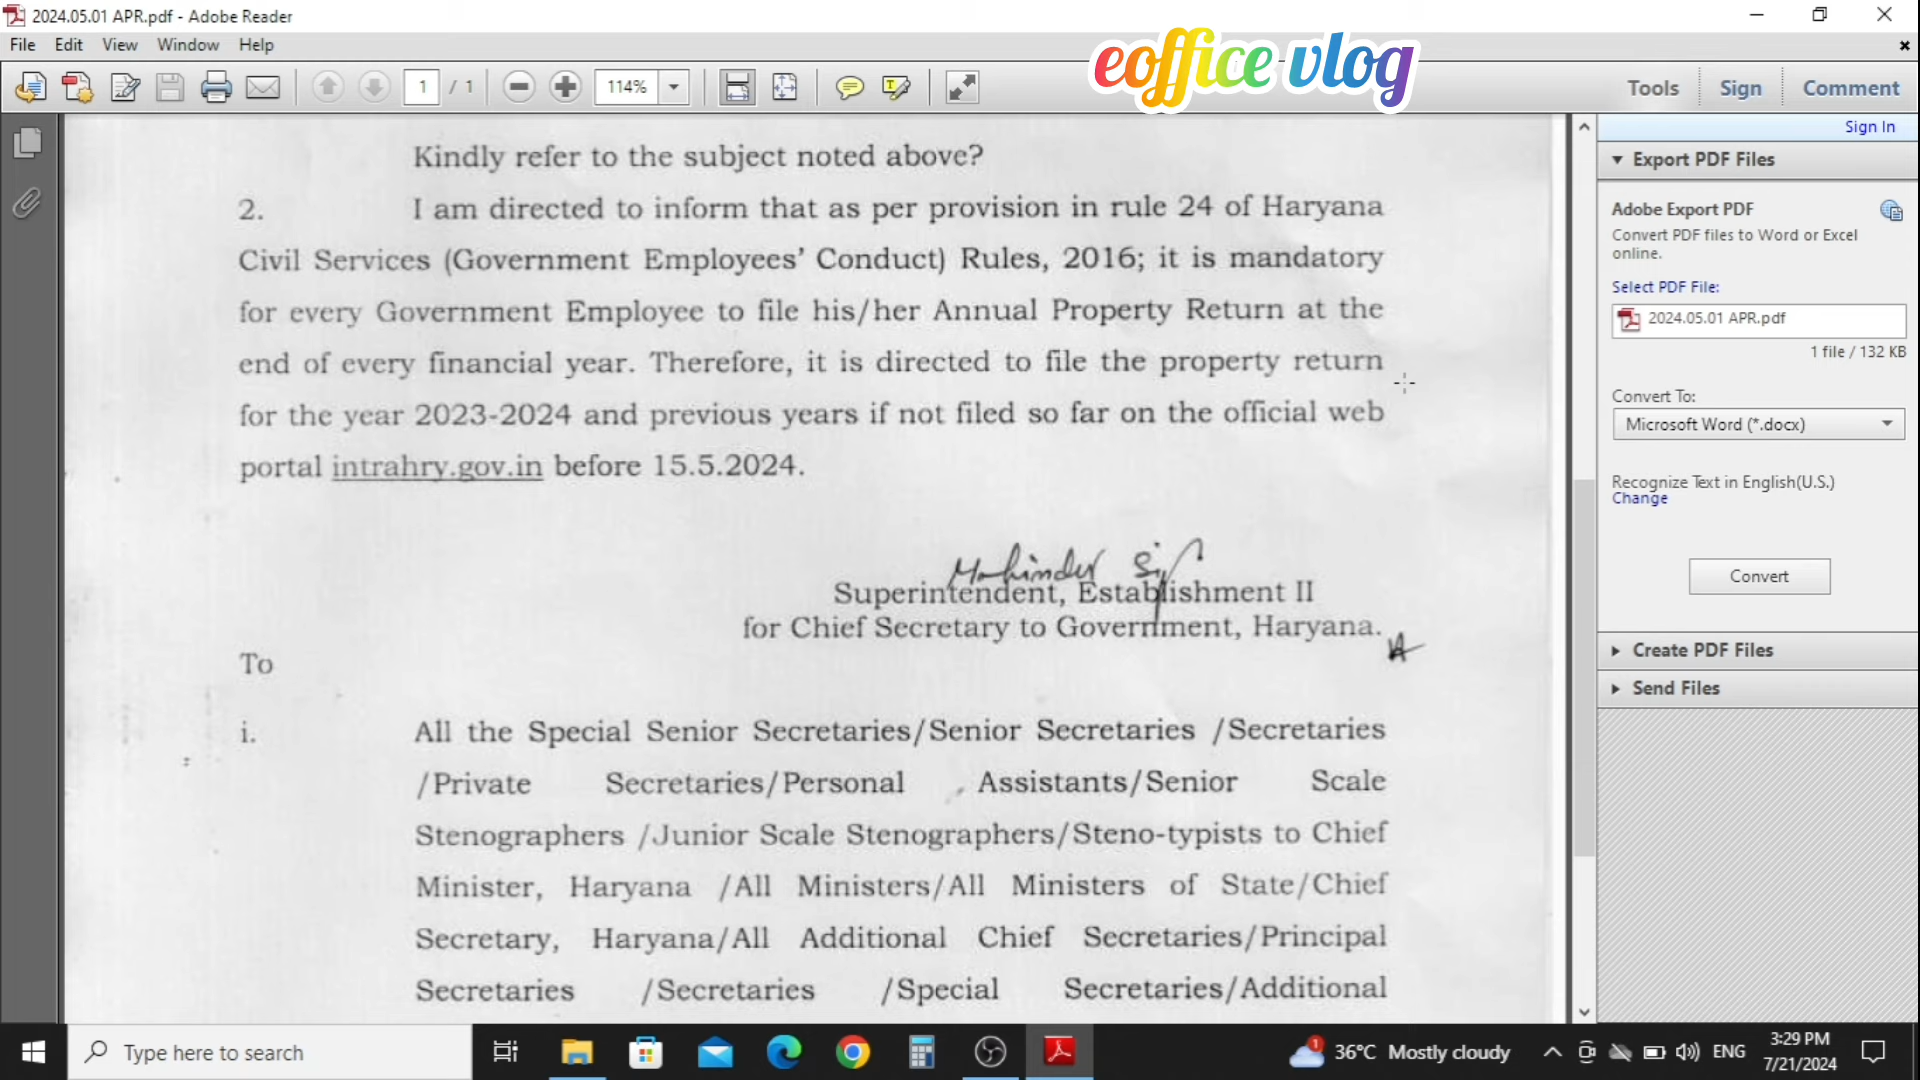 2024.05.01 APR.pdf - Adobe Reader
File Edit View Window Help
eoffice vlog
1 / 1 114% Tools Sign Comment
Sign In
Kindly refer to the subject noted above?
2. I am directed to inform that as per provision in rule 24 of Haryana
Civil Services (Government Employees' Conduct) Rules, 2016; it is mandatory
for every Government Employee to file his/her Annual Property Return at the
end of every financial year. Therefore, it is directed to file the property return
for the year 2023-2024 and previous years if not filed so far on the official web
portal intrahry.gov.in before 15.5.2024.
Mohinder
Superintendent, Establishment II
for Chief Secretary to Government, Haryana.
To
i. All the Special Senior Secretaries/Senior Secretaries /Secretaries
/Private Secretaries/Personal Assistants/Senior Scale
Stenographers /Junior Scale Stenographers/Steno-typists to Chief
Minister, Haryana /All Ministers/All Ministers of State/Chief
Secretary, Haryana/All Additional Chief Secretaries/Principal
Secretaries /Secretaries /Special Secretaries/Additional
Export PDF Files
Adobe Export PDF
Convert PDF files to Word or Excel
online.
Select PDF File:
2024.05.01 APR.pdf
1 file / 132 KB
Convert To:
Microsoft Word (*.docx)
Recognize Text in English(U.S.)
Change
Convert
Create PDF Files
Send Files
Type here to search
1
36°C Mostly cloudy
ENG
3:29 PM
7/21/2024